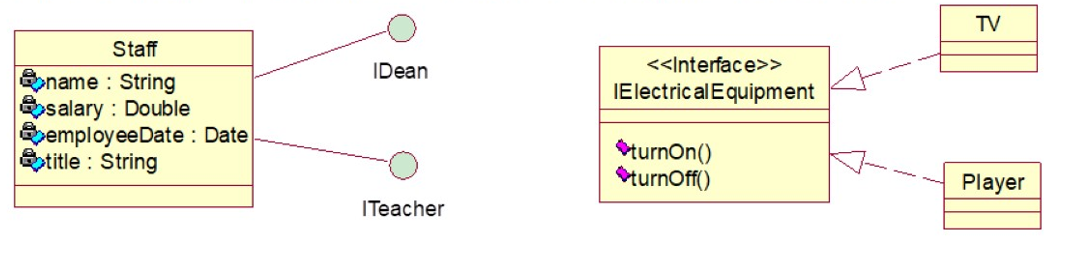 Staff
name : String
salary : Double
employeeDate : Date
title : String
IDean
ITeacher
<<Interface>>
IElectricalEquipment
turnOn()
turnOff()
TV
Player